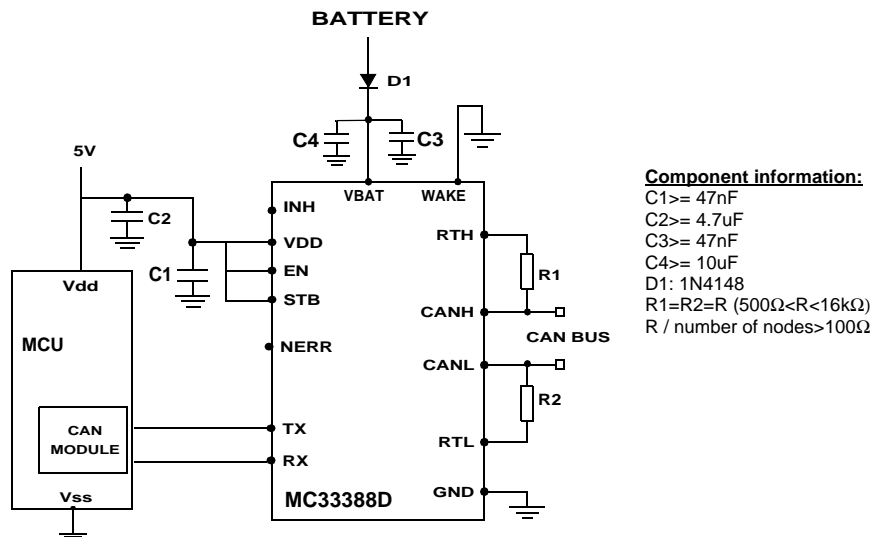 BATTERY
D1
C4
C3
5V
VBAT
WAKE
INH
C2
VDD
RTH
EN
C1
R1
Vdd
STB
CANH
MCU
CAN BUS
NERR
CANL
R2
CAN
MODULE
TX
RX
RTL
Vss
GND
MC33388D
Component information:
C1>= 47nF
C2>= 4.7uF
C3>= 47nF
C4>= 10uF
D1: 1N4148
R1=R2=R (500Ω<R<16kΩ)
R / number of nodes>100Ω